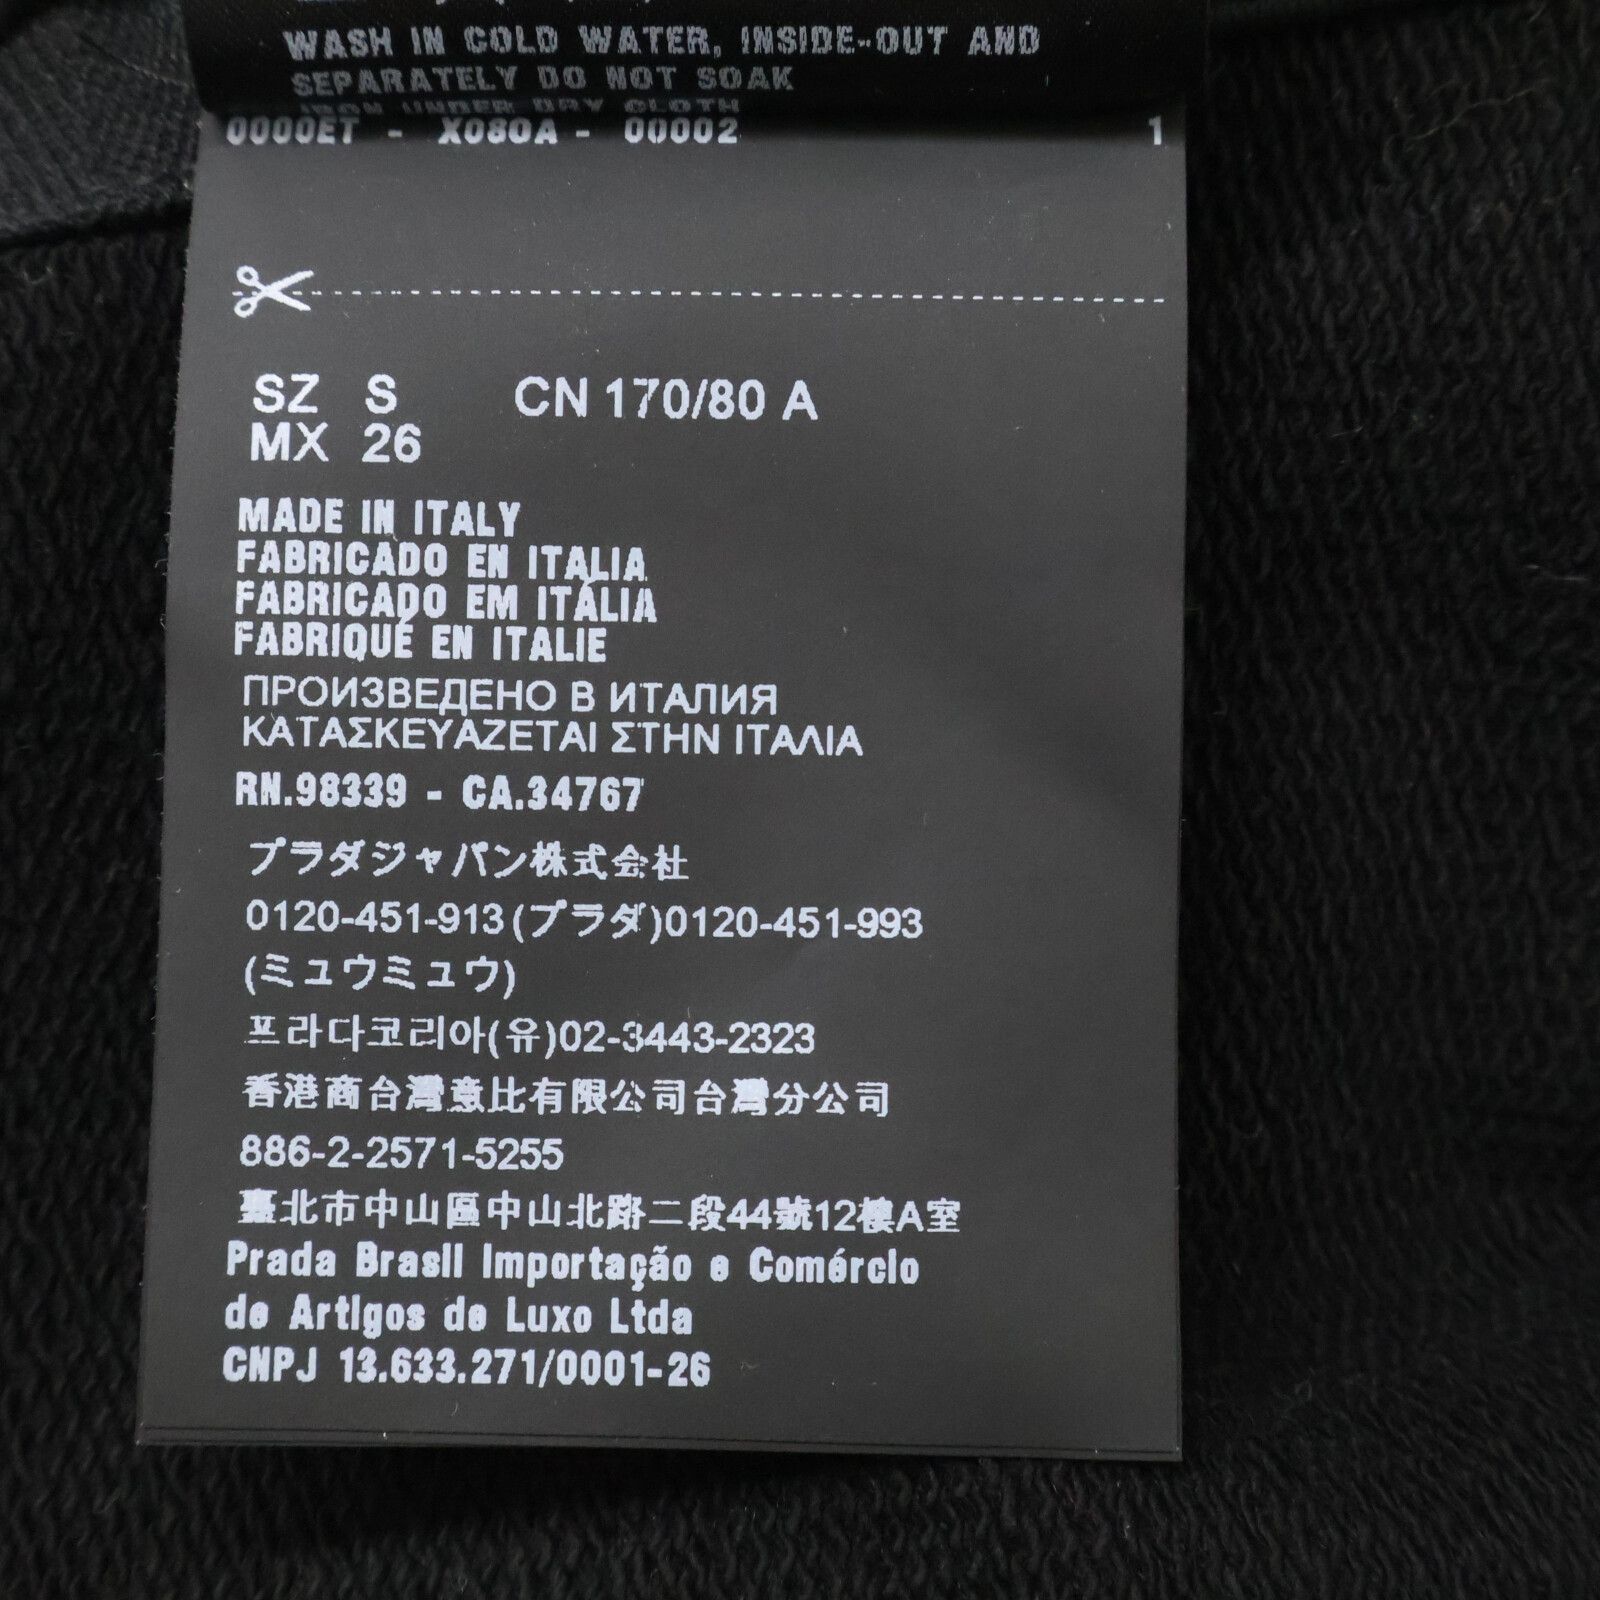 WASH IN COLD WATER, INSIDE-OUT AND
SEPARATELY DO NOT SOAK
IRON UNDER DRY CLOTH
0000ET - X080A - 00002 1
SZ S CN 170/80 A
MX 26
MADE IN ITALY
FABRICADO EN ITALIA
FABRICADO EM ITÁLIA
FABRIQUÉ EN ITALIE
ПРОИЗВЕДЕНО В ИТАЛИЯ
ΚΑΤΑΣΚΕΥΑΖΕΤΑΙ ΣΤΗΝ ΙΤΑΛΙΑ
RN.98339 - CA.34767
プラダジャパン株式会社
0120-451-913(プラダ)0120-451-993
(ミュウミュウ)
프라다코리아(유)02-3443-2323
香港商台灣意比有限公司台灣分公司
886-2-2571-5255
臺北市中山區中山北路二段44號12樓A室
Prada Brasil Importação e Comércio
de Artigos de Luxo Ltda
CNPJ 13.633.271/0001-26